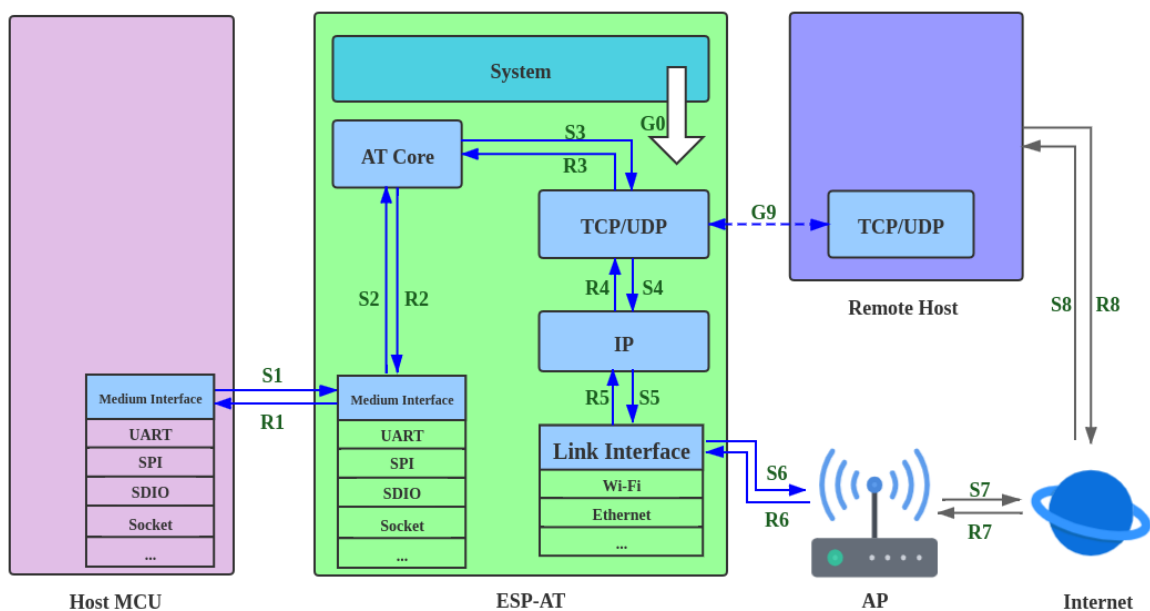 System
G0
AT Core
S3
R3
TCP/UDP
G9
TCP/UDP
S2
R2
R4
S4
Remote Host
S8
R8
IP
S1
R1
Medium Interface
UART
SPI
SDIO
Socket
...
Medium Interface
UART
SPI
SDIO
Socket
...
R5
S5
Link Interface
Wi-Fi
Ethernet
...
S6
R6
S7
R7
Host MCU
ESP-AT
AP
Internet